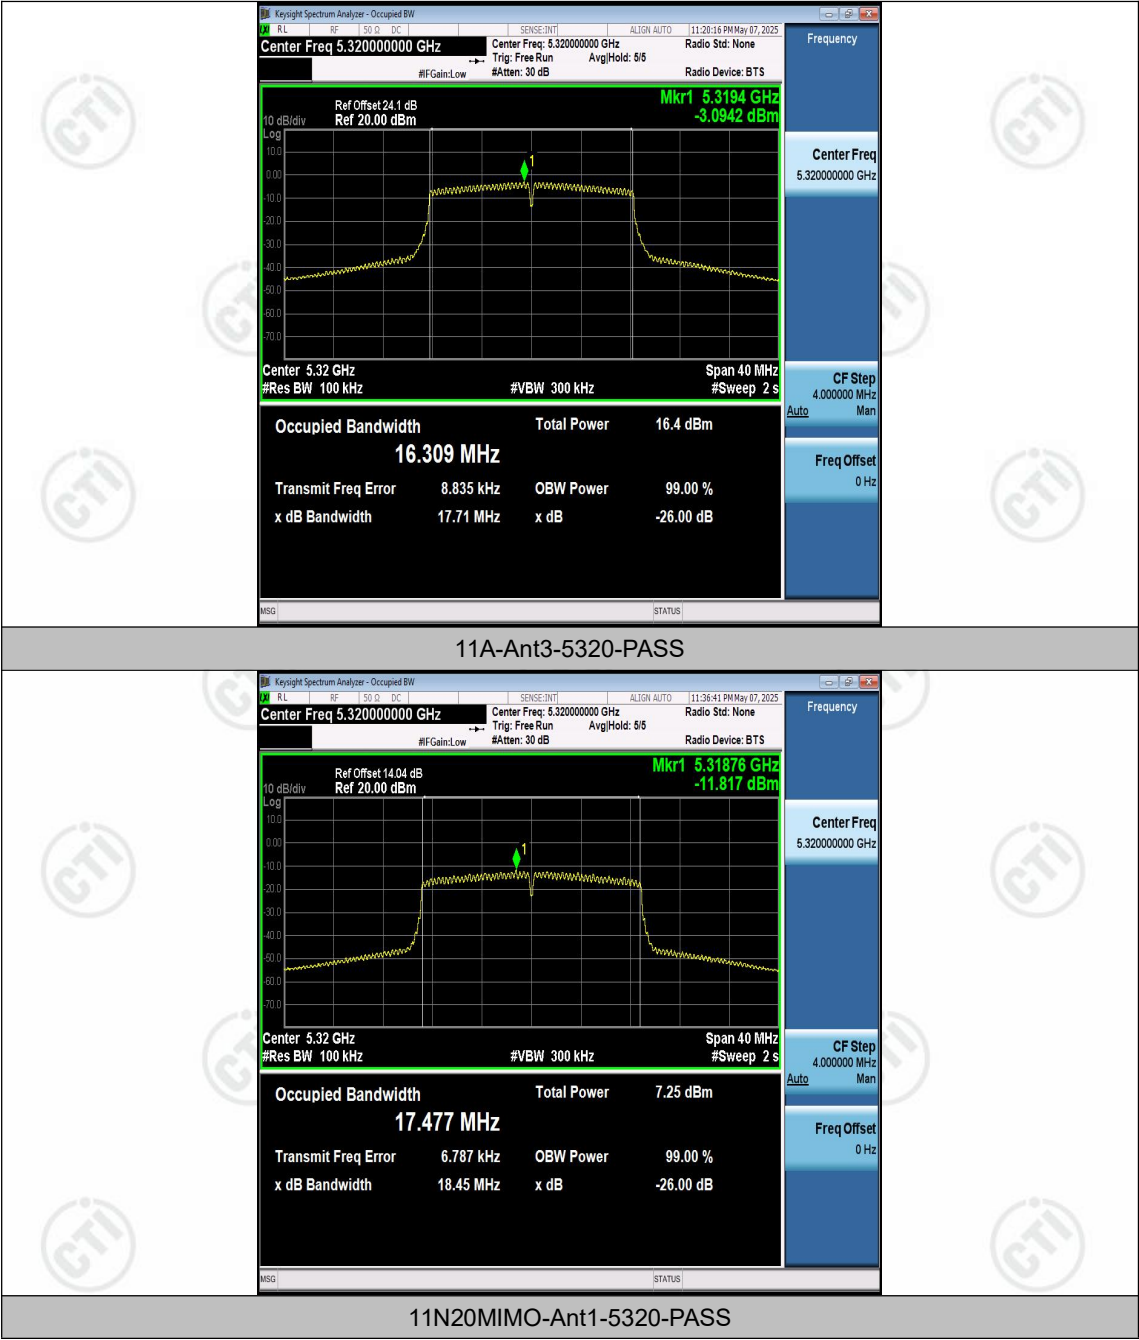 Keysight Spectrum Analyzer - Occupied BW
RL RF 50 Ω DC SENSE:INT ALIGN AUTO 11:20:16 PM May 07, 2025
Center Freq 5.320000000 GHz
Center Freq: 5.320000000 GHz Radio Std: None
Trig: Free Run Avg|Hold: 5/5
#IFGain:Low #Atten: 30 dB Radio Device: BTS
Frequency
Mkr1 5.3194 GHz
-3.0942 dBm
Ref Offset 24.1 dB
10 dB/div Ref 20.00 dBm
Log
10.0
0.00
-10.0
-20.0
-30.0
-40.0
-50.0
-60.0
-70.0
1
Center Freq
5.320000000 GHz
Center 5.32 GHz Span 40 MHz
#Res BW 100 kHz #VBW 300 kHz #Sweep 2 s
CF Step
4.000000 MHz
Auto Man
Occupied Bandwidth Total Power 16.4 dBm
16.309 MHz
Transmit Freq Error 8.835 kHz OBW Power 99.00 %
x dB Bandwidth 17.71 MHz x dB -26.00 dB
Freq Offset
0 Hz
MSG STATUS
11A-Ant3-5320-PASS
Keysight Spectrum Analyzer - Occupied BW
RL RF 50 Ω DC SENSE:INT ALIGN AUTO 11:36:41 PM May 07, 2025
Center Freq 5.320000000 GHz
Center Freq: 5.320000000 GHz Radio Std: None
Trig: Free Run Avg|Hold: 5/5
#IFGain:Low #Atten: 30 dB Radio Device: BTS
Frequency
Mkr1 5.31876 GHz
-11.817 dBm
Ref Offset 14.04 dB
10 dB/div Ref 20.00 dBm
Log
10.0
0.00
-10.0
-20.0
-30.0
-40.0
-50.0
-60.0
-70.0
1
Center Freq
5.320000000 GHz
Center 5.32 GHz Span 40 MHz
#Res BW 100 kHz #VBW 300 kHz #Sweep 2 s
CF Step
4.000000 MHz
Auto Man
Occupied Bandwidth Total Power 7.25 dBm
17.477 MHz
Transmit Freq Error 6.787 kHz OBW Power 99.00 %
x dB Bandwidth 18.45 MHz x dB -26.00 dB
Freq Offset
0 Hz
MSG STATUS
11N20MIMO-Ant1-5320-PASS
CTI